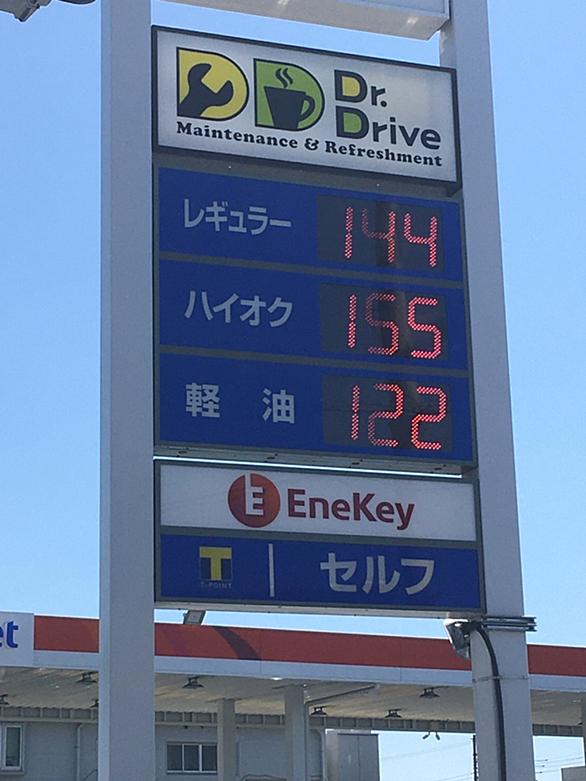 Dr.
Drive
Maintenance & Refreshment
レギュラー 144
ハイオク 155
軽油 122
EneKey
T-POINT セルフ
et